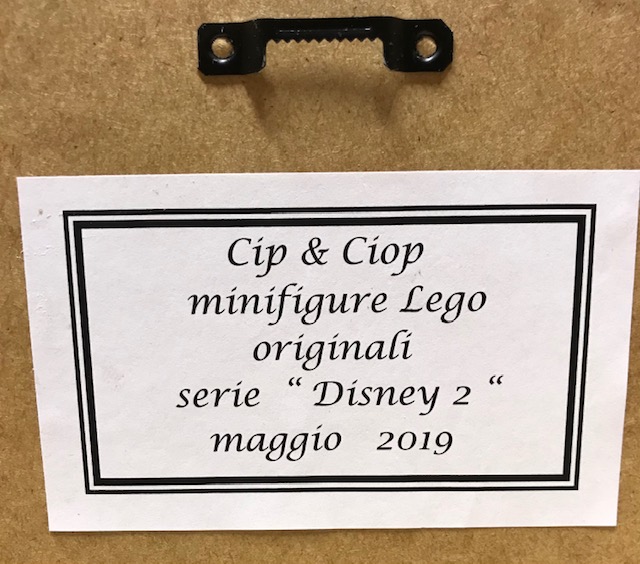 Cip & Ciop
minifigure Lego
originali
serie “ Disney 2 “
maggio 2019